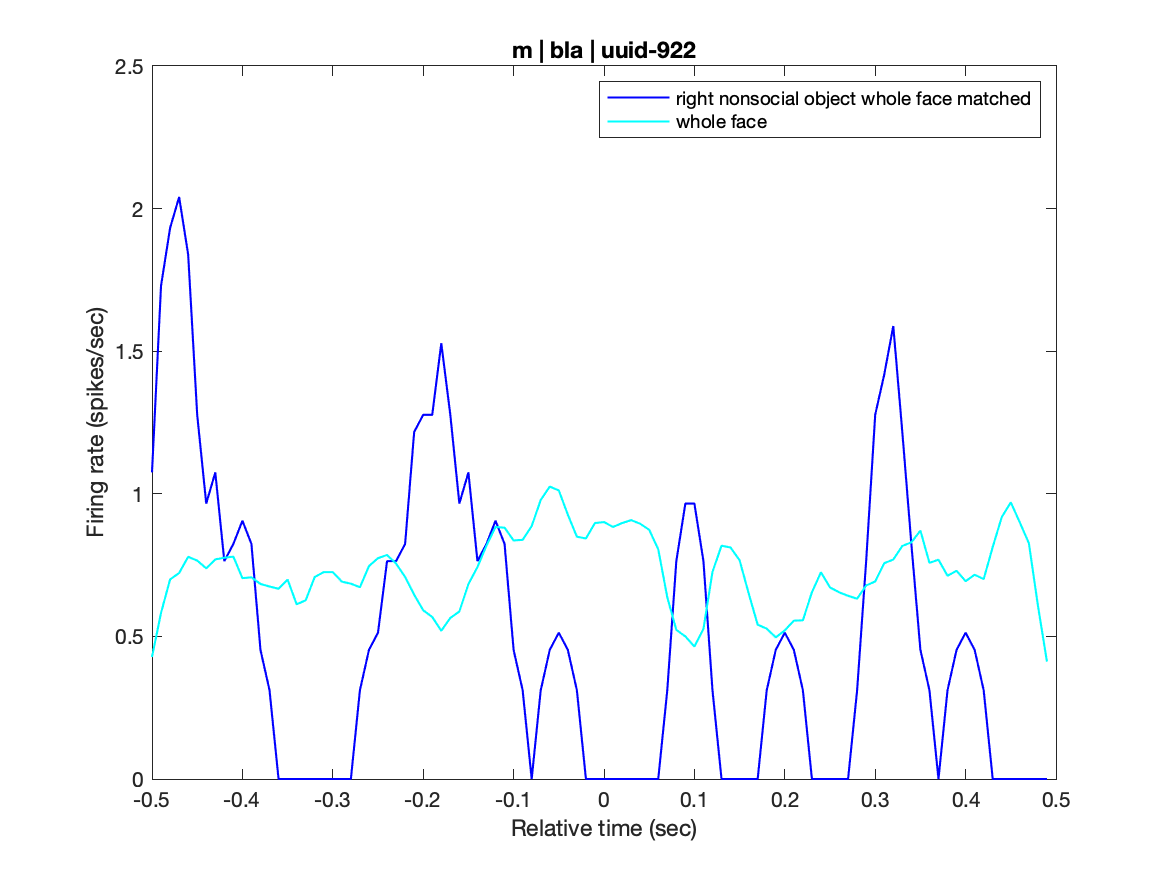 m | bla | uuid-922
right nonsocial object whole face matched
whole face
Firing rate (spikes/sec)
2.5
2
1.5
1
0.5
0
-0.5 -0.4 -0.3 -0.2 -0.1 0 0.1 0.2 0.3 0.4 0.5
Relative time (sec)